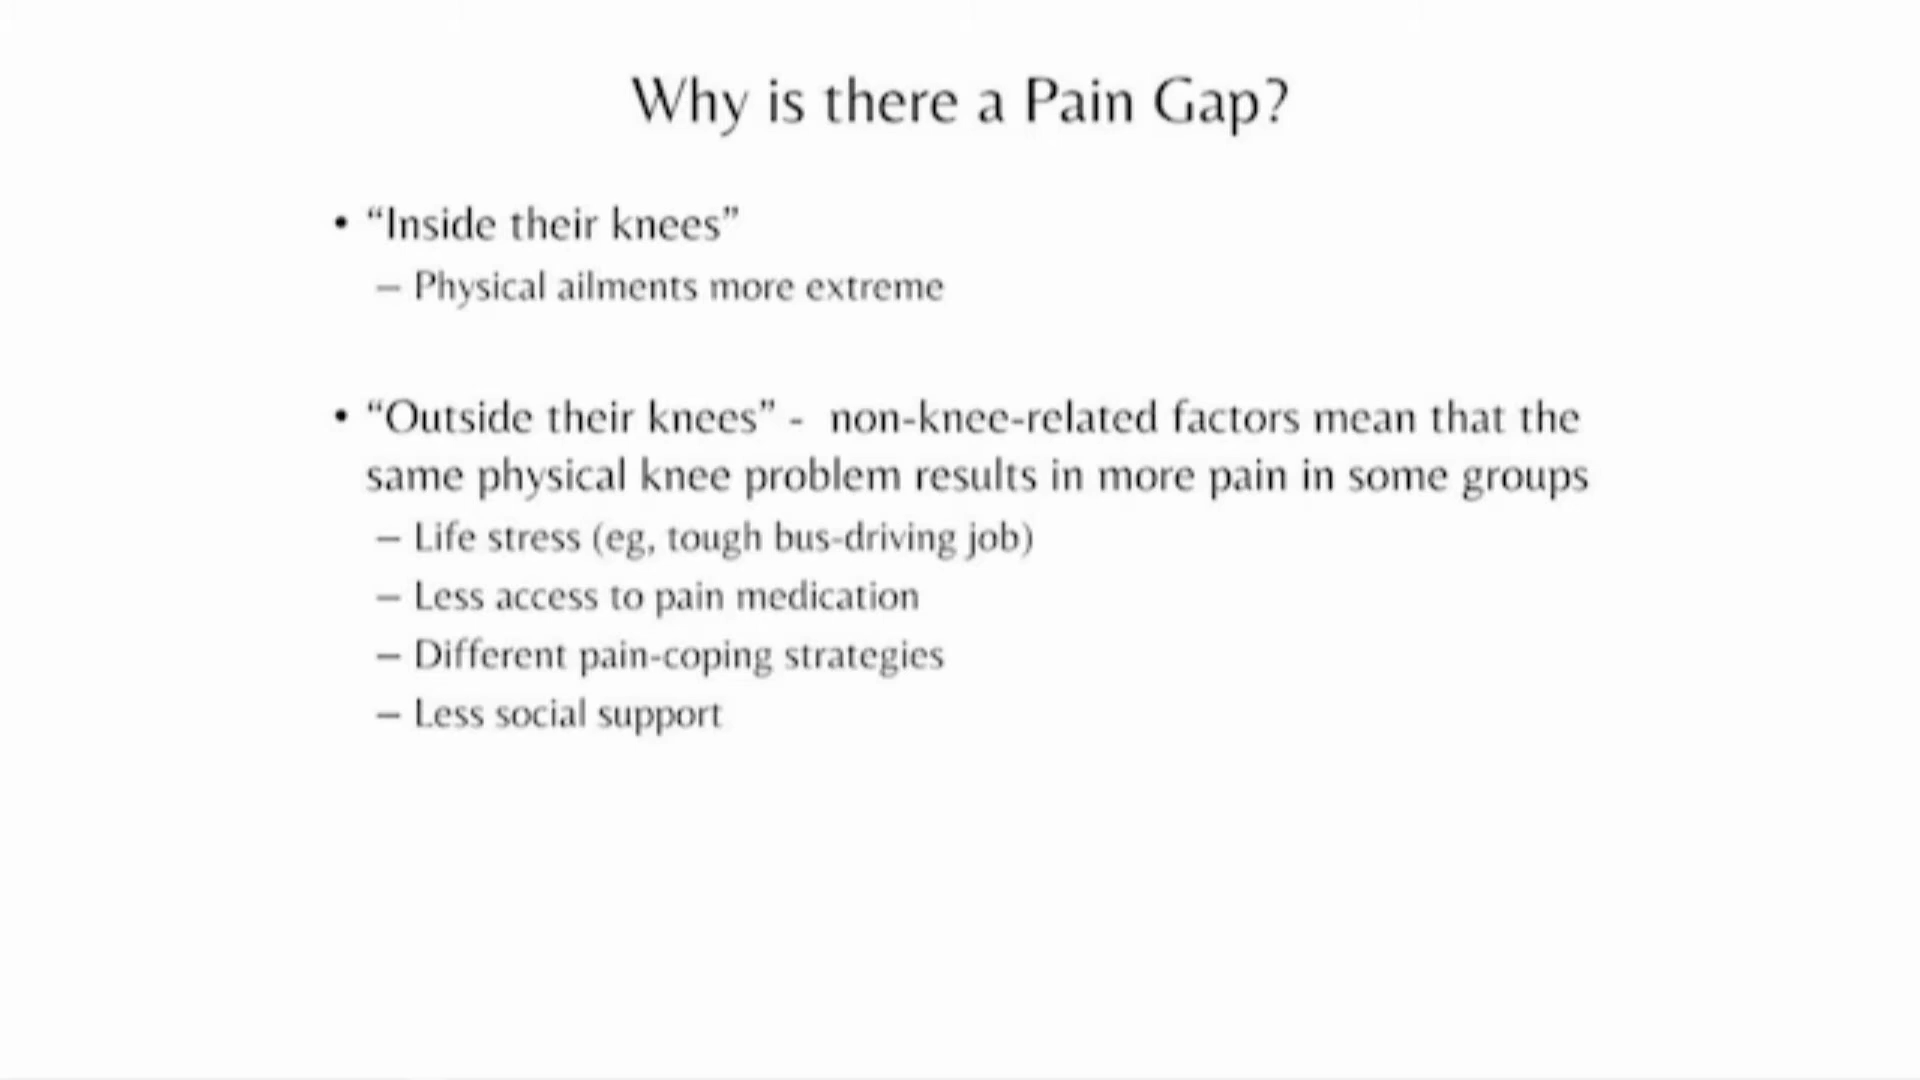 Why is there a Pain Gap?
• “Inside their knees”
– Physical ailments more extreme
• “Outside their knees” - non-knee-related factors mean that the
same physical knee problem results in more pain in some groups
– Life stress (eg, tough bus-driving job)
– Less access to pain medication
– Different pain-coping strategies
– Less social support